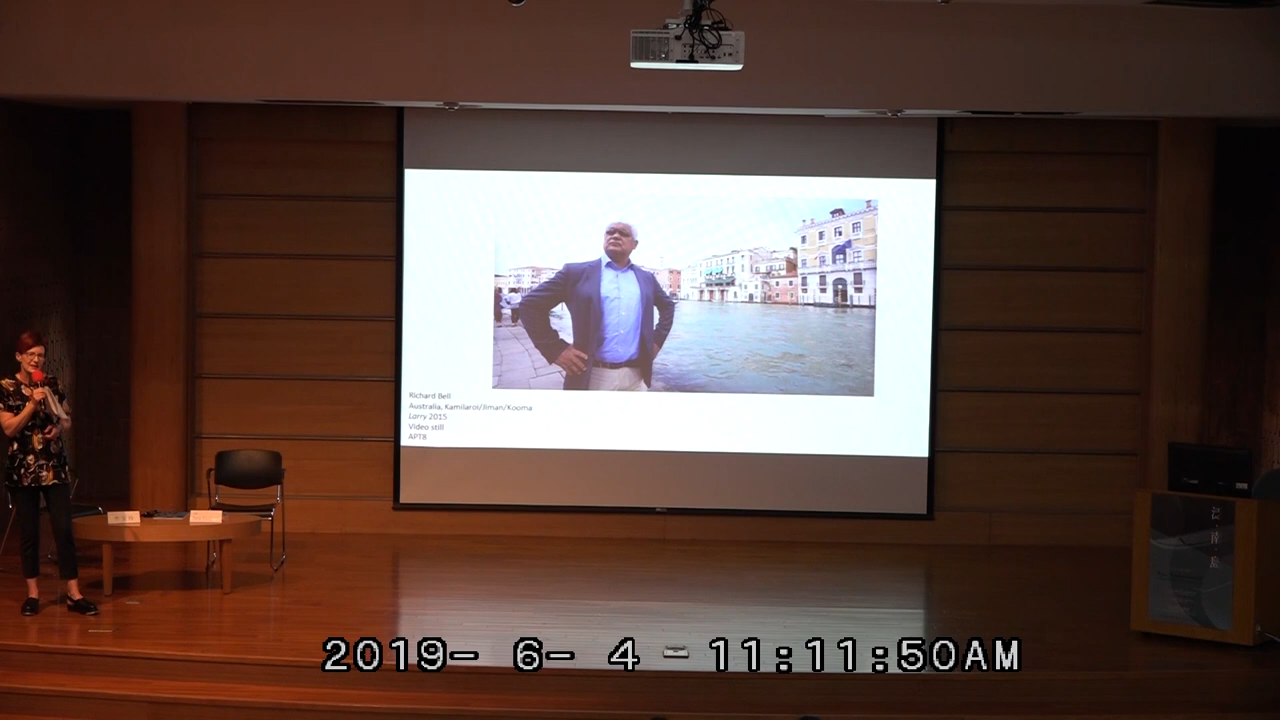 Richard Bell
Australia, Kamilaroi/Jiman/Kooma
Larry 2015
Video still
APT8
2019- 6- 4 - 11:11:50AM